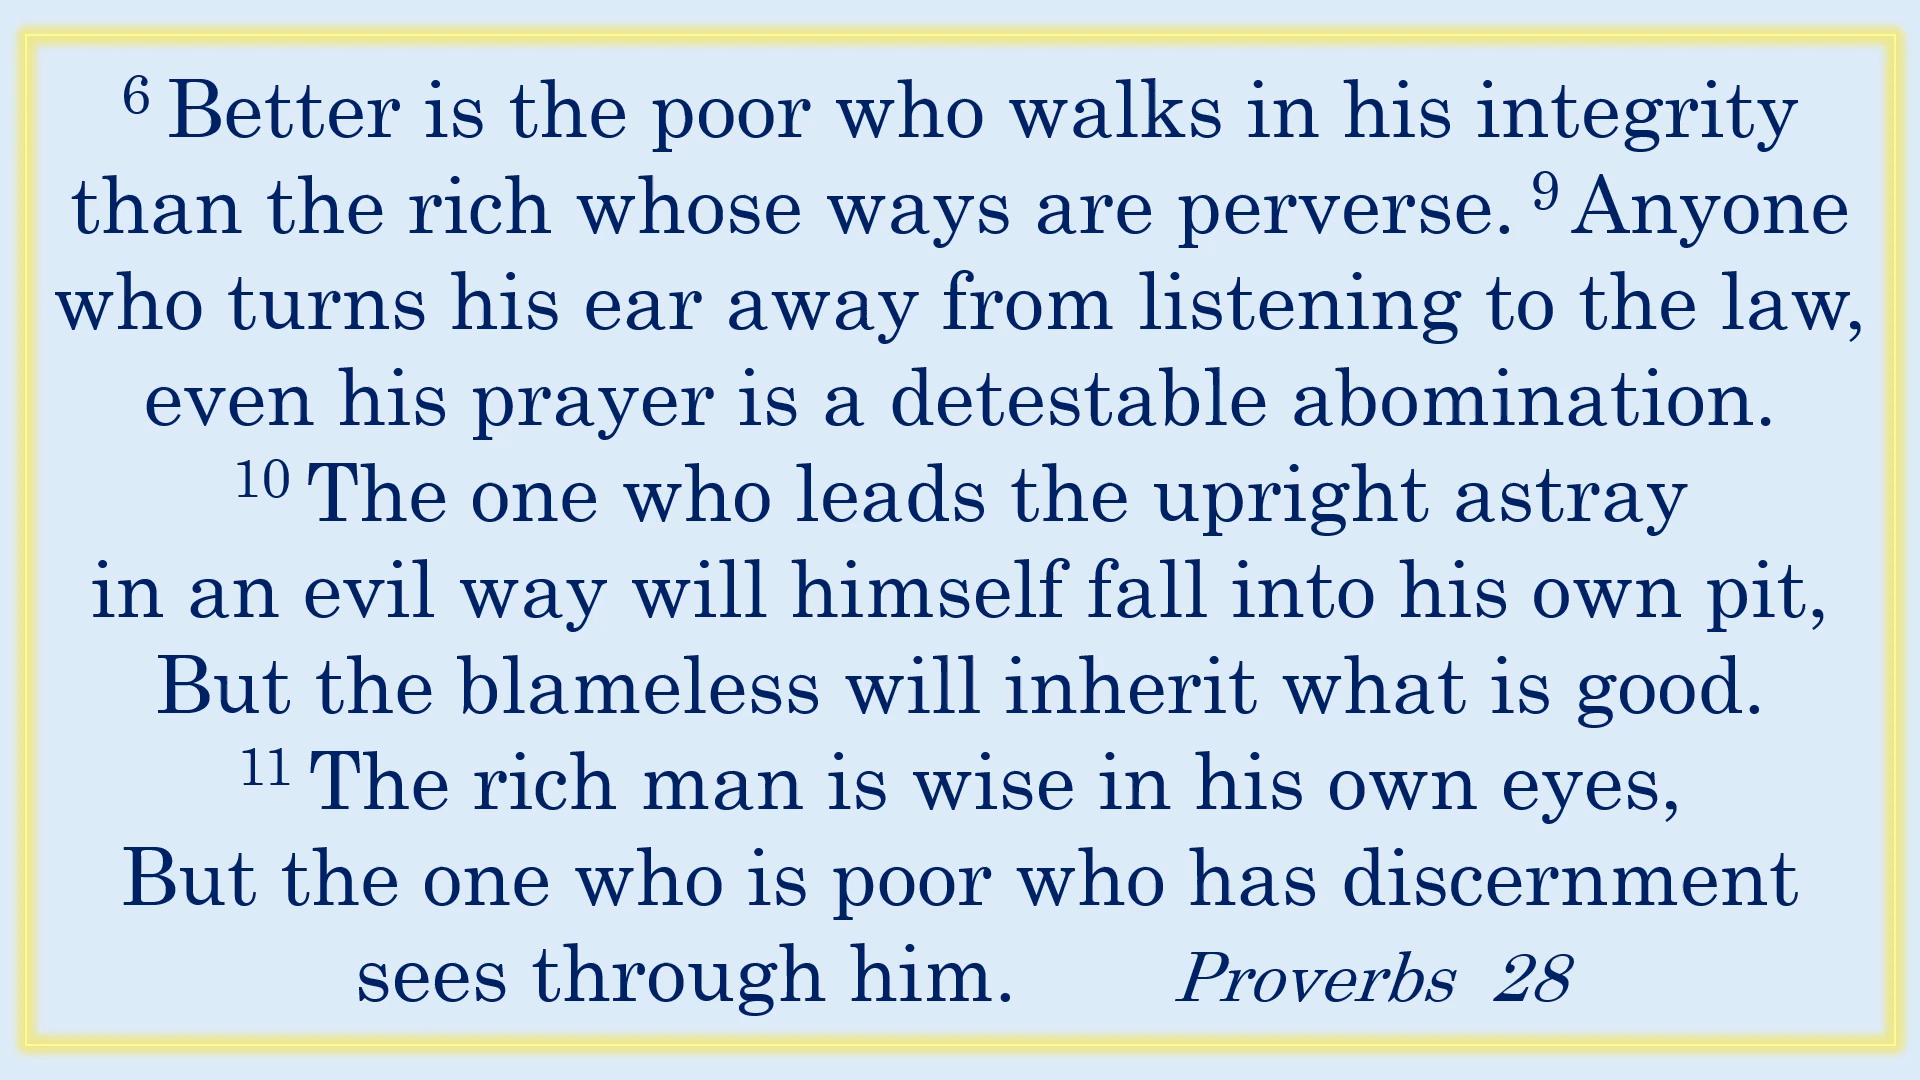 6 Better is the poor who walks in his integrity
than the rich whose ways are perverse. 9 Anyone
who turns his ear away from listening to the law,
even his prayer is a detestable abomination.
10 The one who leads the upright astray
in an evil way will himself fall into his own pit,
But the blameless will inherit what is good.
11 The rich man is wise in his own eyes,
But the one who is poor who has discernment
sees through him. Proverbs 28